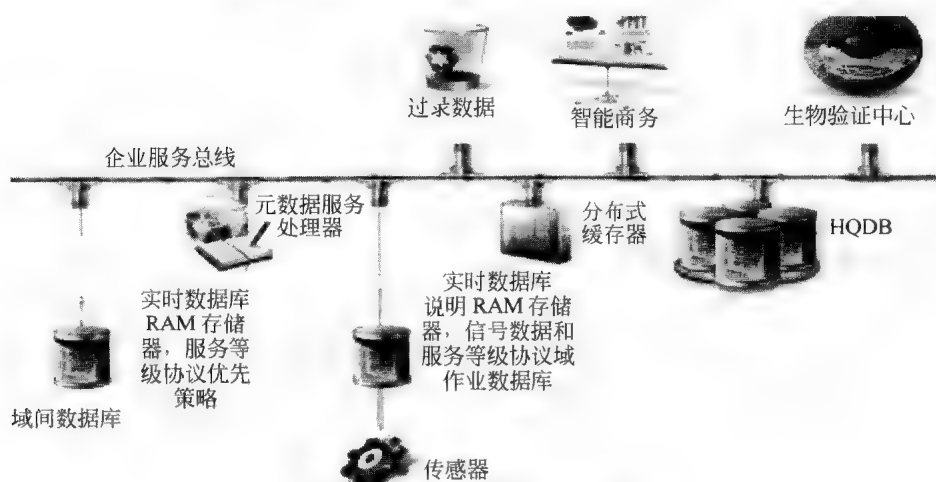 过录数据
智能商务
生物验证中心
企业服务总线
元数据服务
处理器
分布式
缓存器
HQDB
实时数据库
RAM 存储
器，服务等
级协议优先
策略
实时数据库
说明 RAM 存储
器，信号数据和
服务等级协议域
作业数据库
域间数据库
传感器